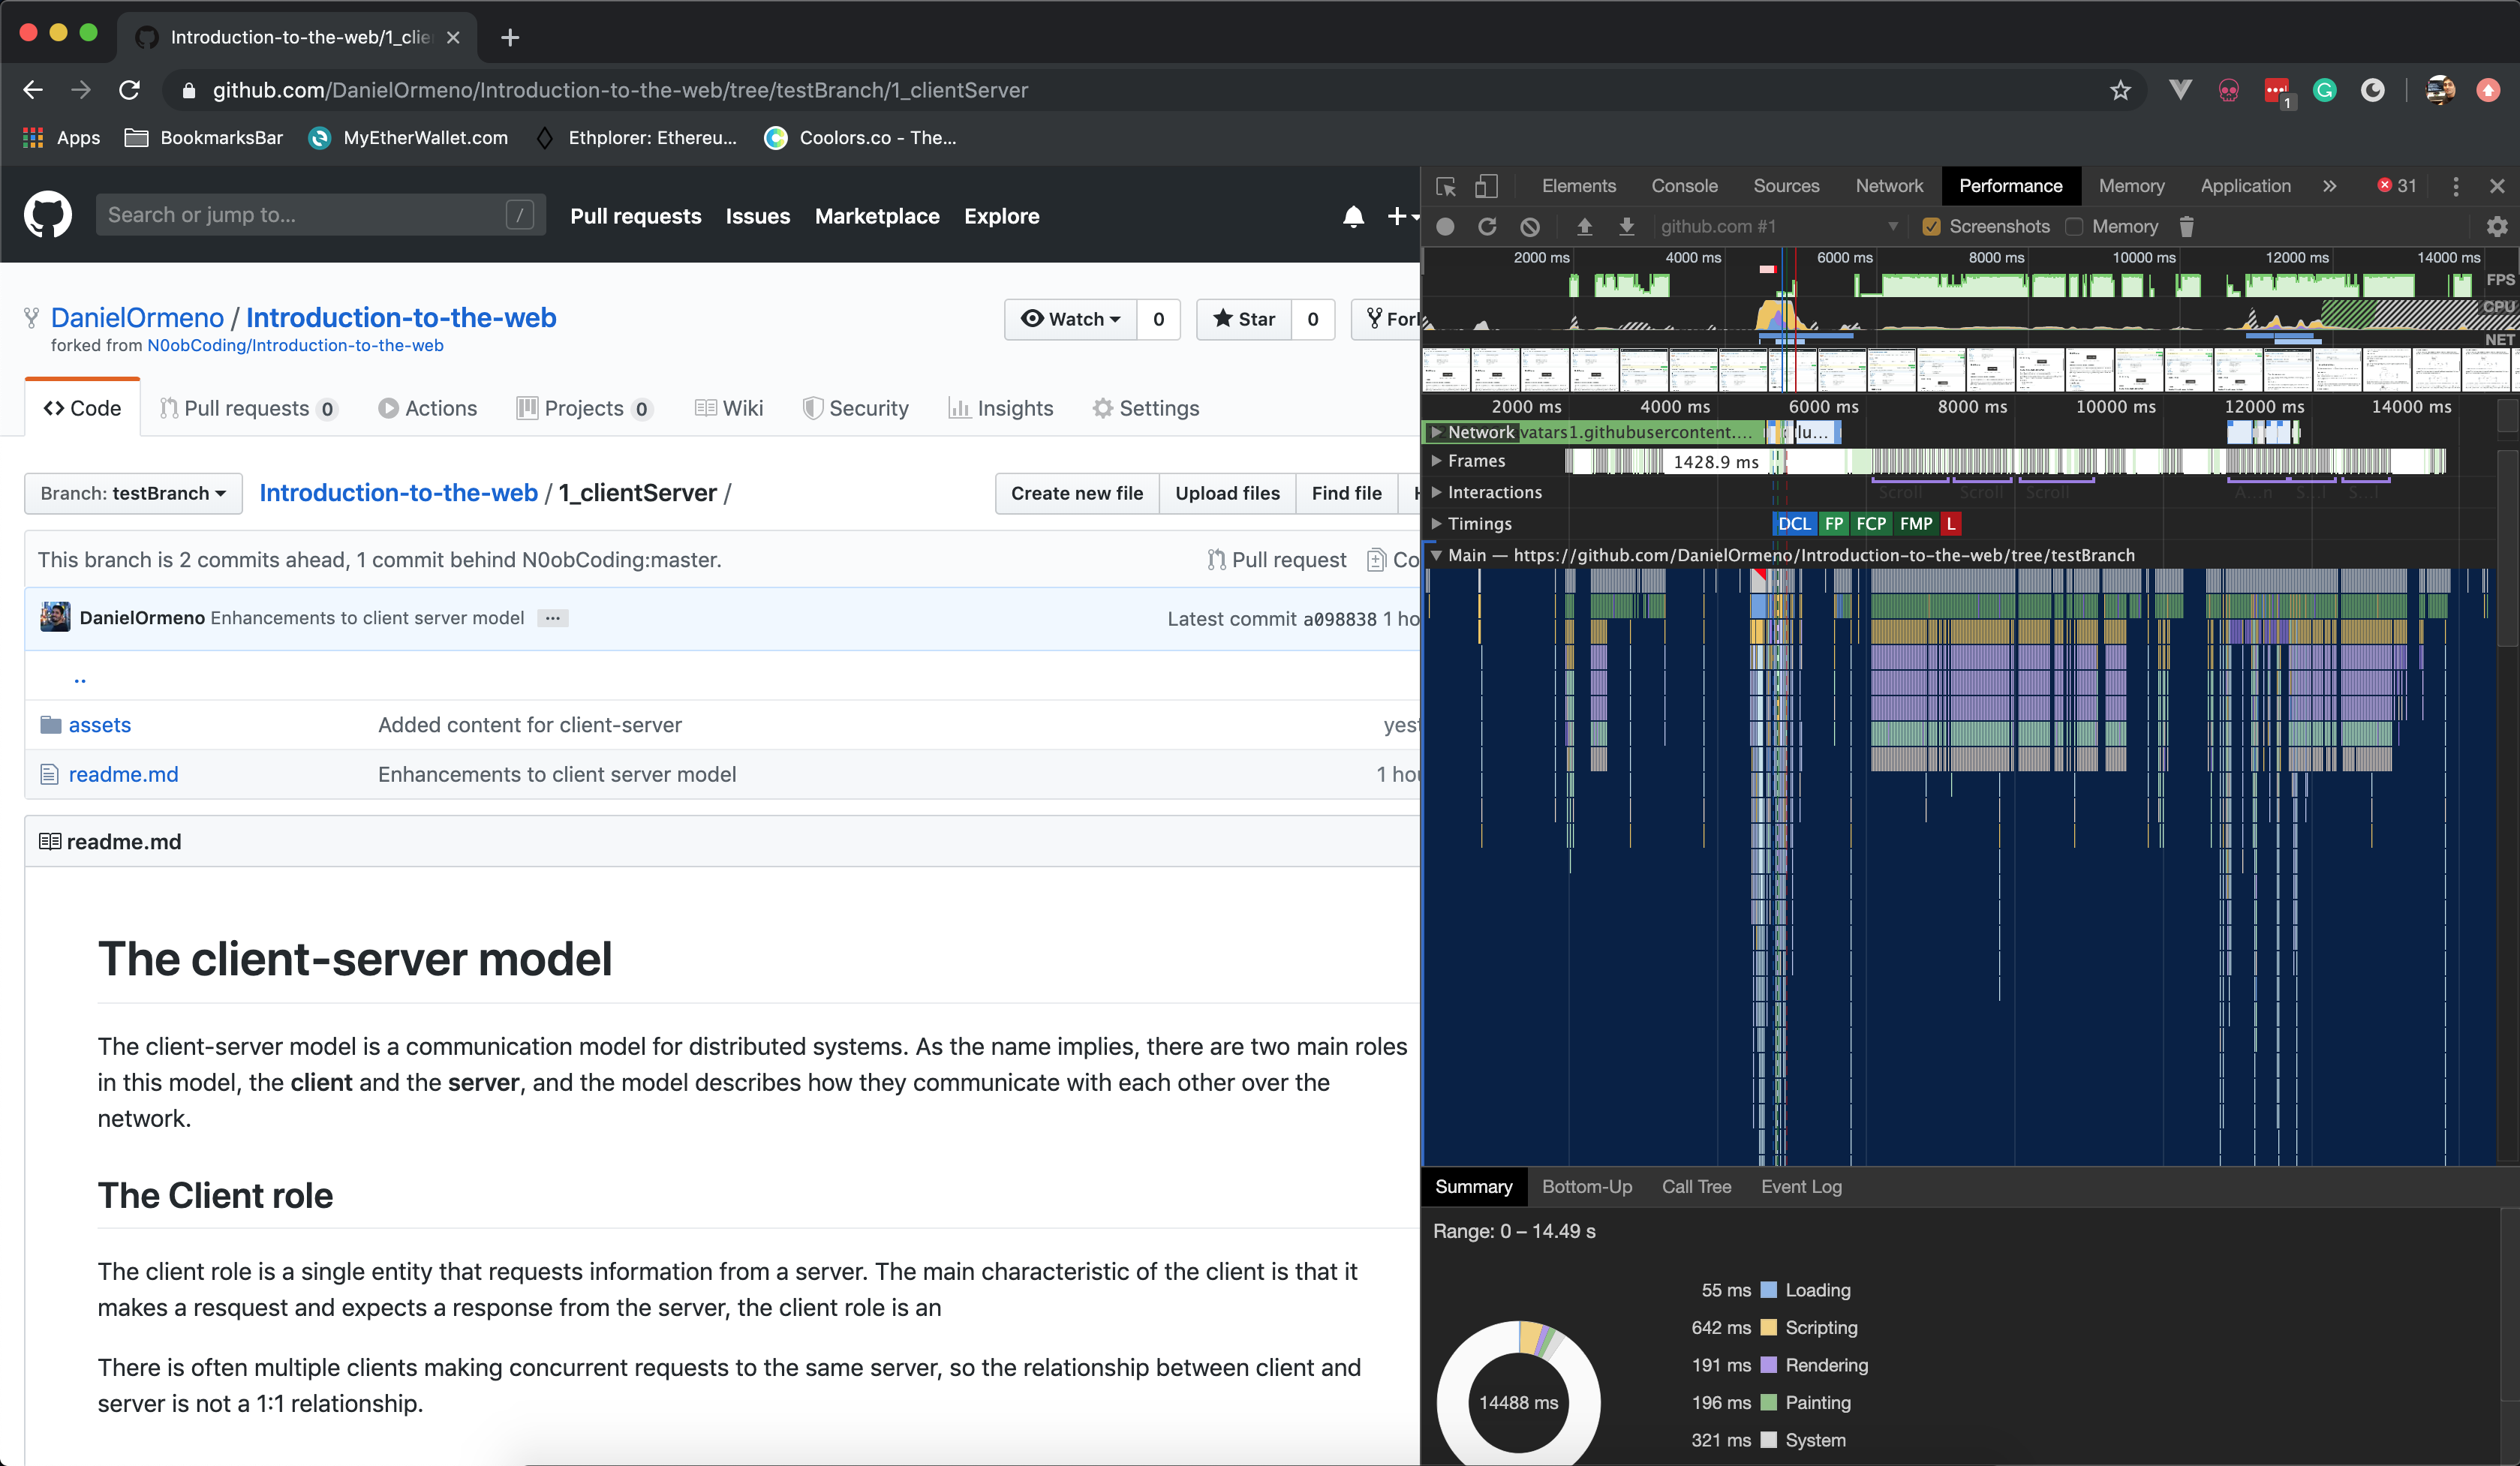 Introduction-to-the-web/1_clie
github.com/DanielOrmeno/Introduction-to-the-web/tree/testBranch/1_clientServer
1
Apps BookmarksBar MyEtherWallet.com Ethplorer: Ethereu... Coolors.co - The...
Search or jump to... / Pull requests Issues Marketplace Explore
DanielOrmeno / Introduction-to-the-web
forked from N0obCoding/Introduction-to-the-web
Watch 0 Star 0 Forl
Code Pull requests 0 Actions Projects 0 Wiki Security Insights Settings
Branch: testBranch Introduction-to-the-web / 1_clientServer / Create new file Upload files Find file
This branch is 2 commits ahead, 1 commit behind N0obCoding:master. Pull request Co
DanielOrmeno Enhancements to client server model ... Latest commit a098838 1 ho
..
assets Added content for client-server yest
readme.md Enhancements to client server model 1 hou
readme.md
The client-server model
The client-server model is a communication model for distributed systems. As the name implies, there are two main roles
in this model, the client and the server, and the model describes how they communicate with each other over the
network.
The Client role
The client role is a single entity that requests information from a server. The main characteristic of the client is that it
makes a resquest and expects a response from the server, the client role is an
There is often multiple clients making concurrent requests to the same server, so the relationship between client and
server is not a 1:1 relationship.
Elements Console Sources Network Performance Memory Application » 31
github.com #1 Screenshots Memory
2000 ms 4000 ms 6000 ms 8000 ms 10000 ms 12000 ms 14000 ms
FPS
CPU
NET
2000 ms 4000 ms 6000 ms 8000 ms 10000 ms 12000 ms 14000 ms
Network vatars1.githubusercontent.... lu...
Frames 1428.9 ms
Interactions Scroll Scroll Scroll A...n S...l S...l
Timings DCL FP FCP FMP L
Main — https://github.com/DanielOrmeno/Introduction-to-the-web/tree/testBranch
Summary Bottom-Up Call Tree Event Log
Range: 0 – 14.49 s
55 ms Loading
642 ms Scripting
191 ms Rendering
14488 ms
196 ms Painting
321 ms System